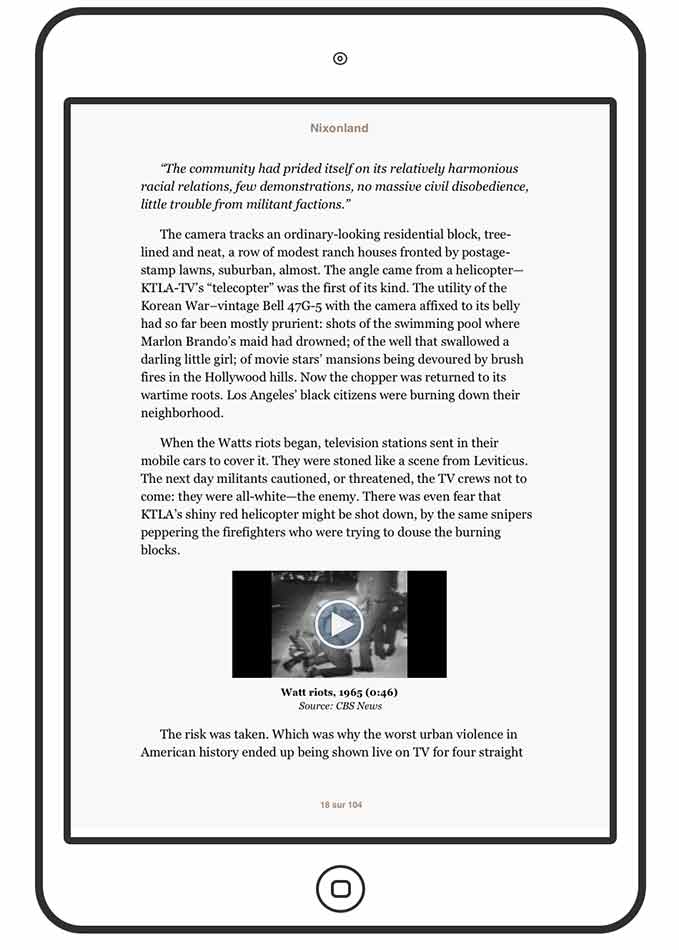 Nixonland
“The community had prided itself on its relatively harmonious
racial relations, few demonstrations, no massive civil disobedience,
little trouble from militant factions.”
The camera tracks an ordinary-looking residential block, tree-
lined and neat, a row of modest ranch houses fronted by postage-
stamp lawns, suburban, almost. The angle came from a helicopter—
KTLA-TV’s “telecopter” was the first of its kind. The utility of the
Korean War–vintage Bell 47G-5 with the camera affixed to its belly
had so far been mostly prurient: shots of the swimming pool where
Marlon Brando’s maid had drowned; of the well that swallowed a
darling little girl; of movie stars’ mansions being devoured by brush
fires in the Hollywood hills. Now the chopper was returned to its
wartime roots. Los Angeles’ black citizens were burning down their
neighborhood.
When the Watts riots began, television stations sent in their
mobile cars to cover it. They were stoned like a scene from Leviticus.
The next day militants cautioned, or threatened, the TV crews not to
come: they were all-white—the enemy. There was even fear that
KTLA’s shiny red helicopter might be shot down, by the same snipers
peppering the firefighters who were trying to douse the burning
blocks.
Watt riots, 1965 (0:46)
Source: CBS News
The risk was taken. Which was why the worst urban violence in
American history ended up being shown live on TV for four straight
18 sur 104